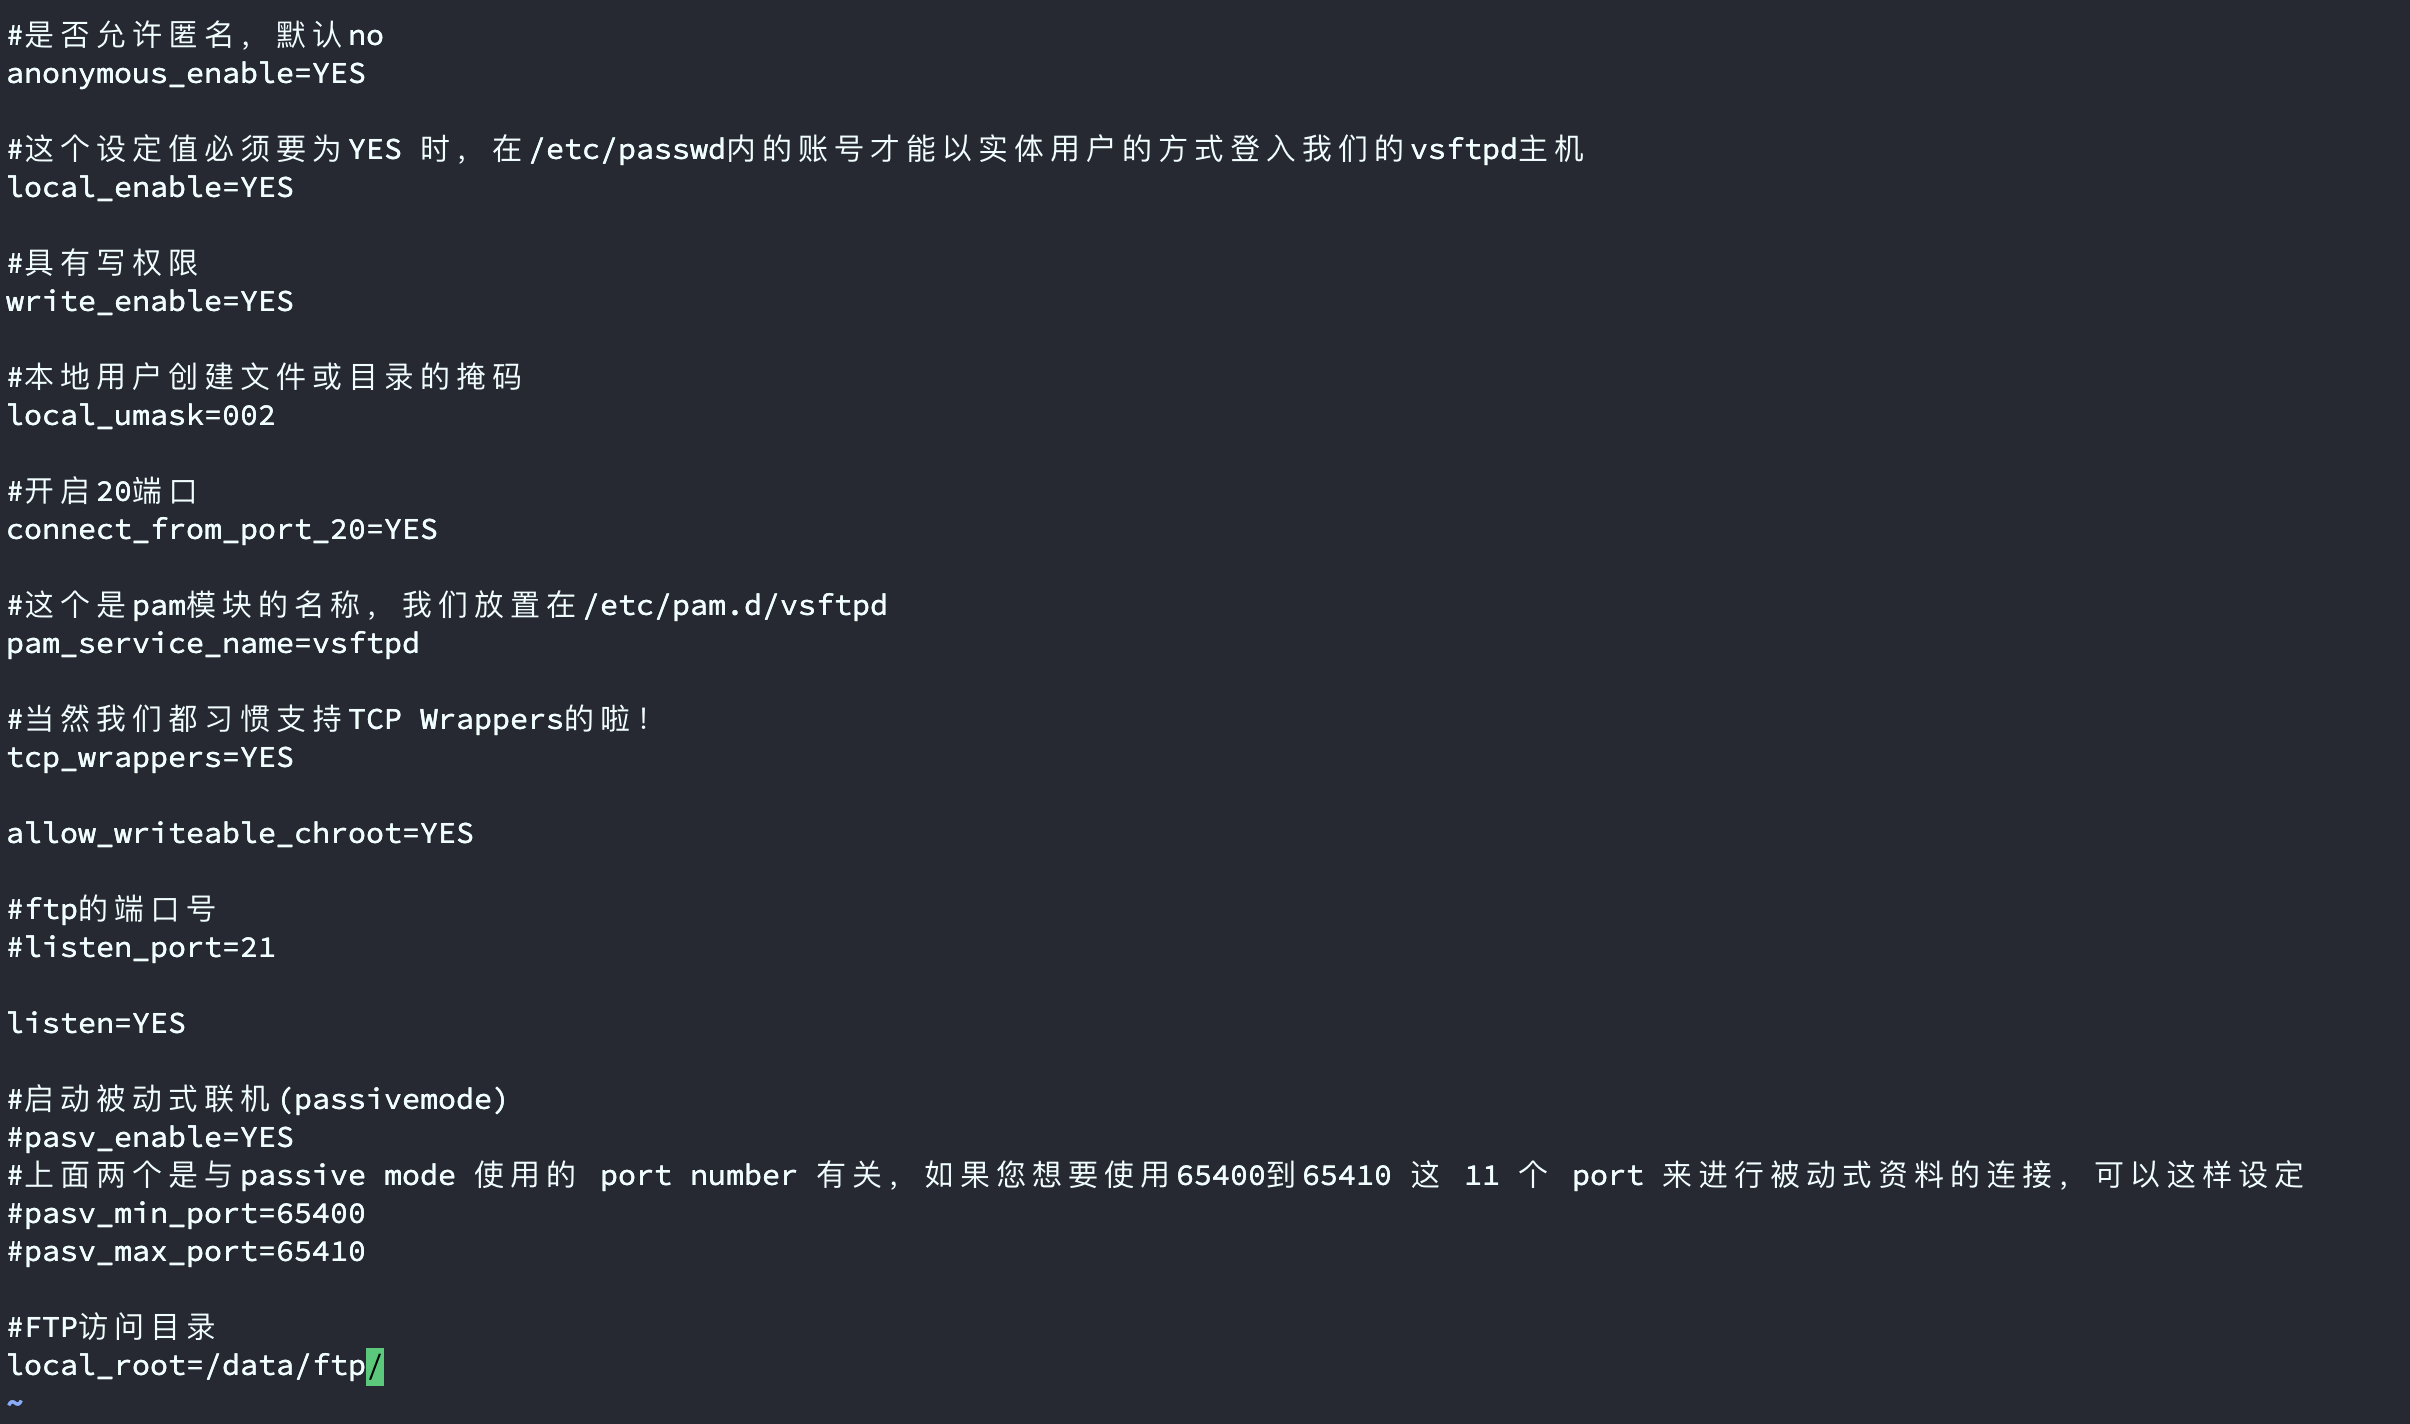 #是否允许匿名，默认no
anonymous_enable=YES
#这个设定值必须要为YES 时，在/etc/passwd内的账号才能以实体用户的方式登入我们的vsftpd主机
local_enable=YES
#具有写权限
write_enable=YES
#本地用户创建文件或目录的掩码
local_umask=002
#开启20端口
connect_from_port_20=YES
#这个是pam模块的名称，我们放置在/etc/pam.d/vsftpd
pam_service_name=vsftpd
#当然我们都习惯支持TCP Wrappers的啦！
tcp_wrappers=YES
allow_writeable_chroot=YES
#ftp的端口号
#listen_port=21
listen=YES
#启动被动式联机(passivemode)
#pasv_enable=YES
#上面两个是与passive mode 使用的 port number 有关，如果您想要使用65400到65410 这 11 个 port 来进行被动式资料的连接，可以这样设定
#pasv_min_port=65400
#pasv_max_port=65410
#FTP访问目录
local_root=/data/ftp/
~